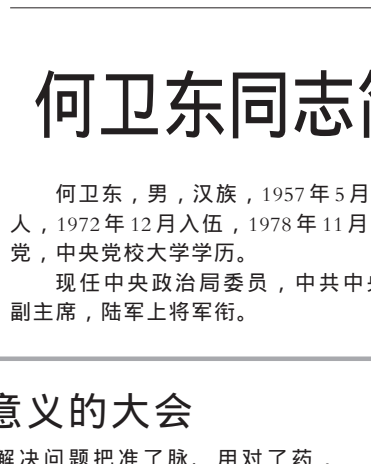 何卫东同志简
何卫东，男，汉族，1957年5月
人，1972年12月入伍，1978年11月
党，中央党校大学学历。
现任中央政治局委员，中共中央
副主席，陆军上将军衔。
意义的大会
解决问题把准了脉、用对了药，